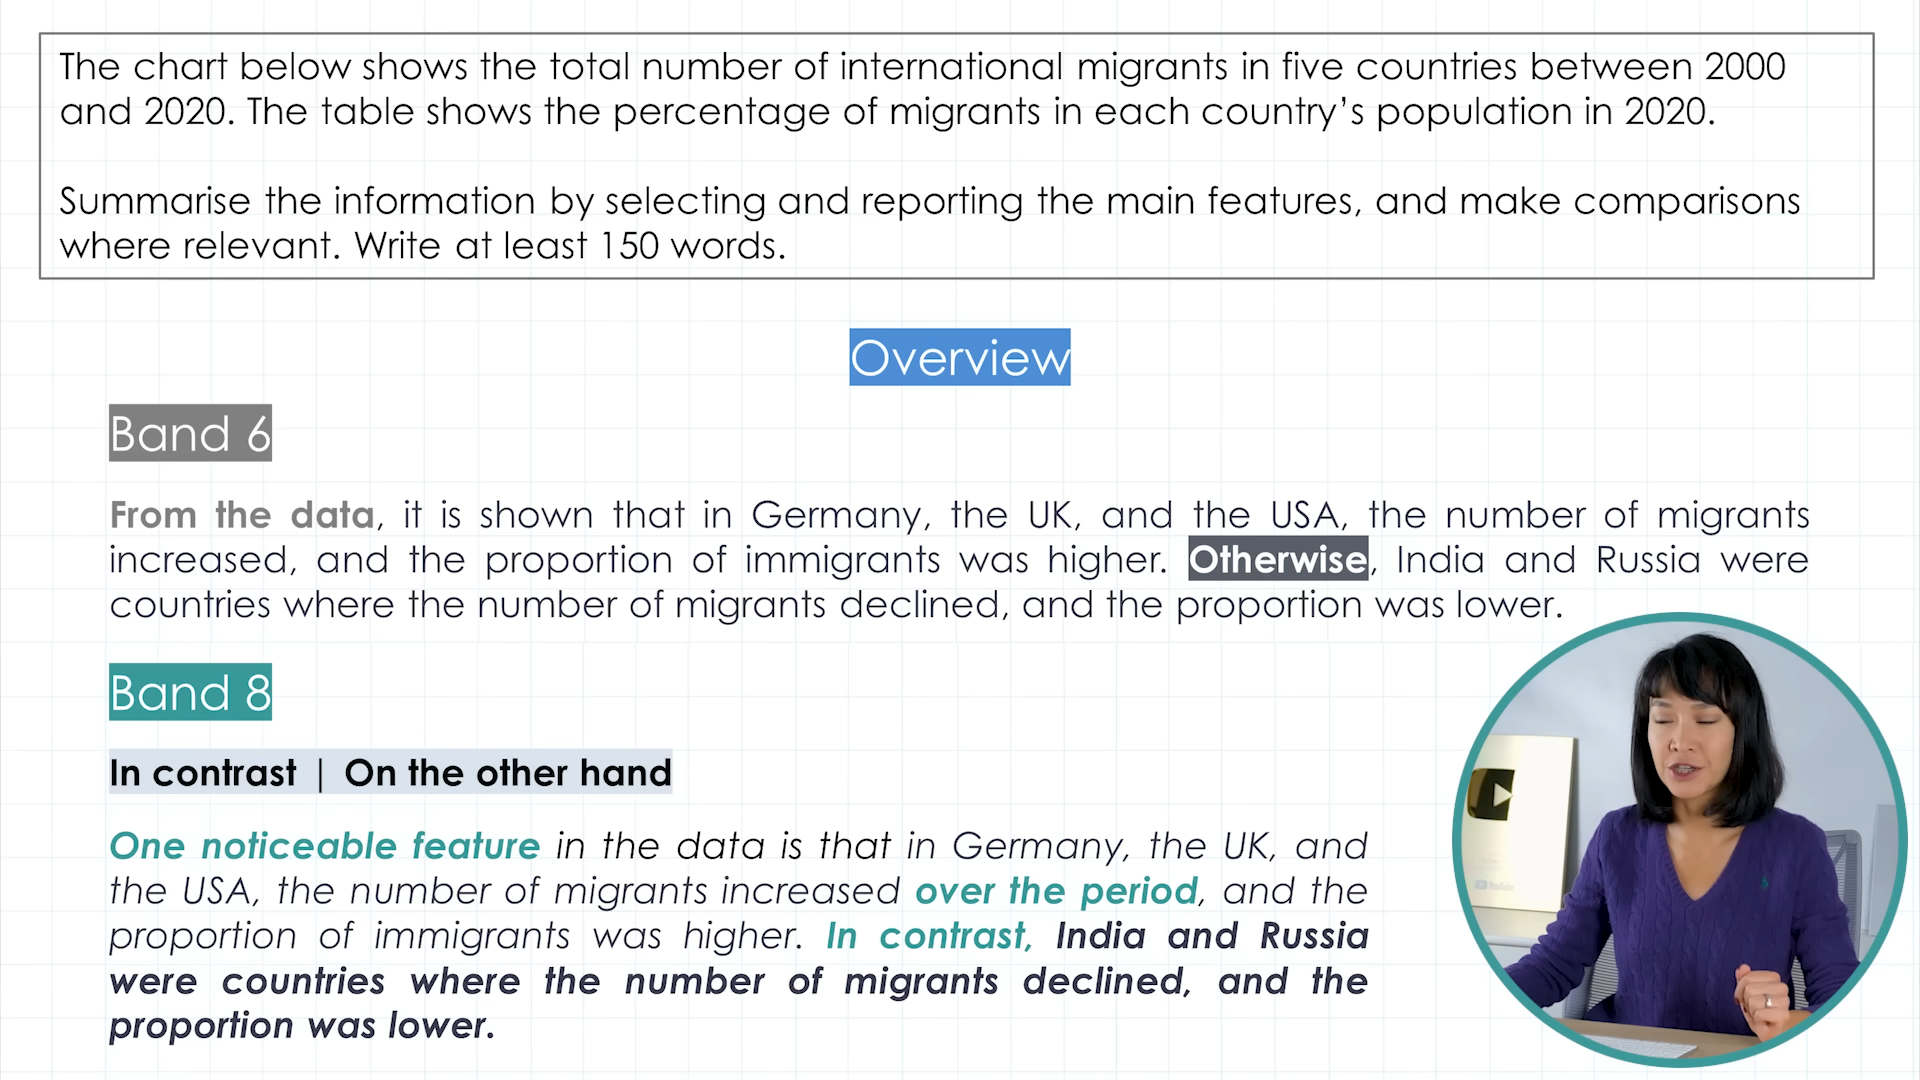 The chart below shows the total number of international migrants in five countries between 2000
and 2020. The table shows the percentage of migrants in each country’s population in 2020.
Summarise the information by selecting and reporting the main features, and make comparisons
where relevant. Write at least 150 words.
Overview
Band 6
From the data, it is shown that in Germany, the UK, and the USA, the number of migrants
increased, and the proportion of immigrants was higher. Otherwise, India and Russia were
countries where the number of migrants declined, and the proportion was lower.
Band 8
In contrast | On the other hand
One noticeable feature in the data is that in Germany, the UK, and
the USA, the number of migrants increased over the period, and the
proportion of immigrants was higher. In contrast, India and Russia
were countries where the number of migrants declined, and the
proportion was lower.
YouTube